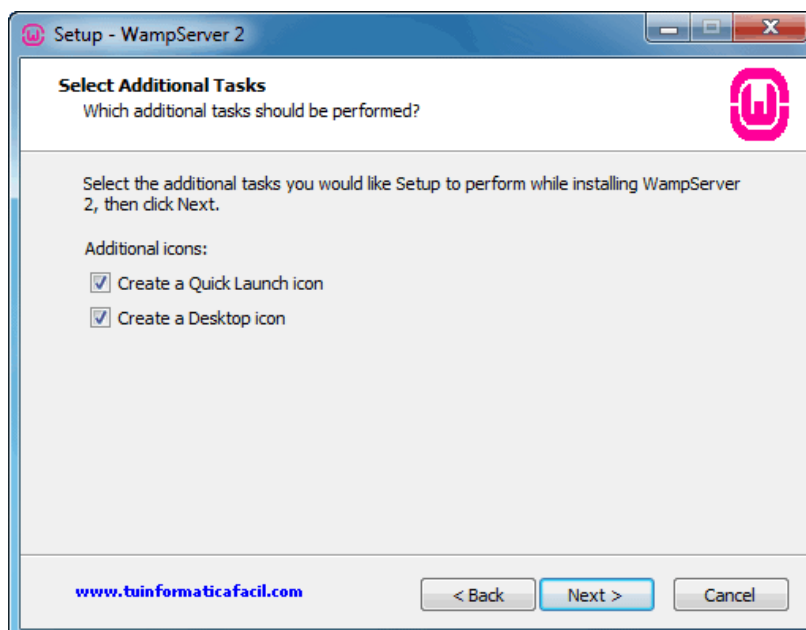 Setup - WampServer 2
Select Additional Tasks
Which additional tasks should be performed?
Select the additional tasks you would like Setup to perform while installing WampServer
2, then click Next.
Additional icons:
Create a Quick Launch icon
Create a Desktop icon
www.tuinformaticafacil.com
< Back
Next >
Cancel